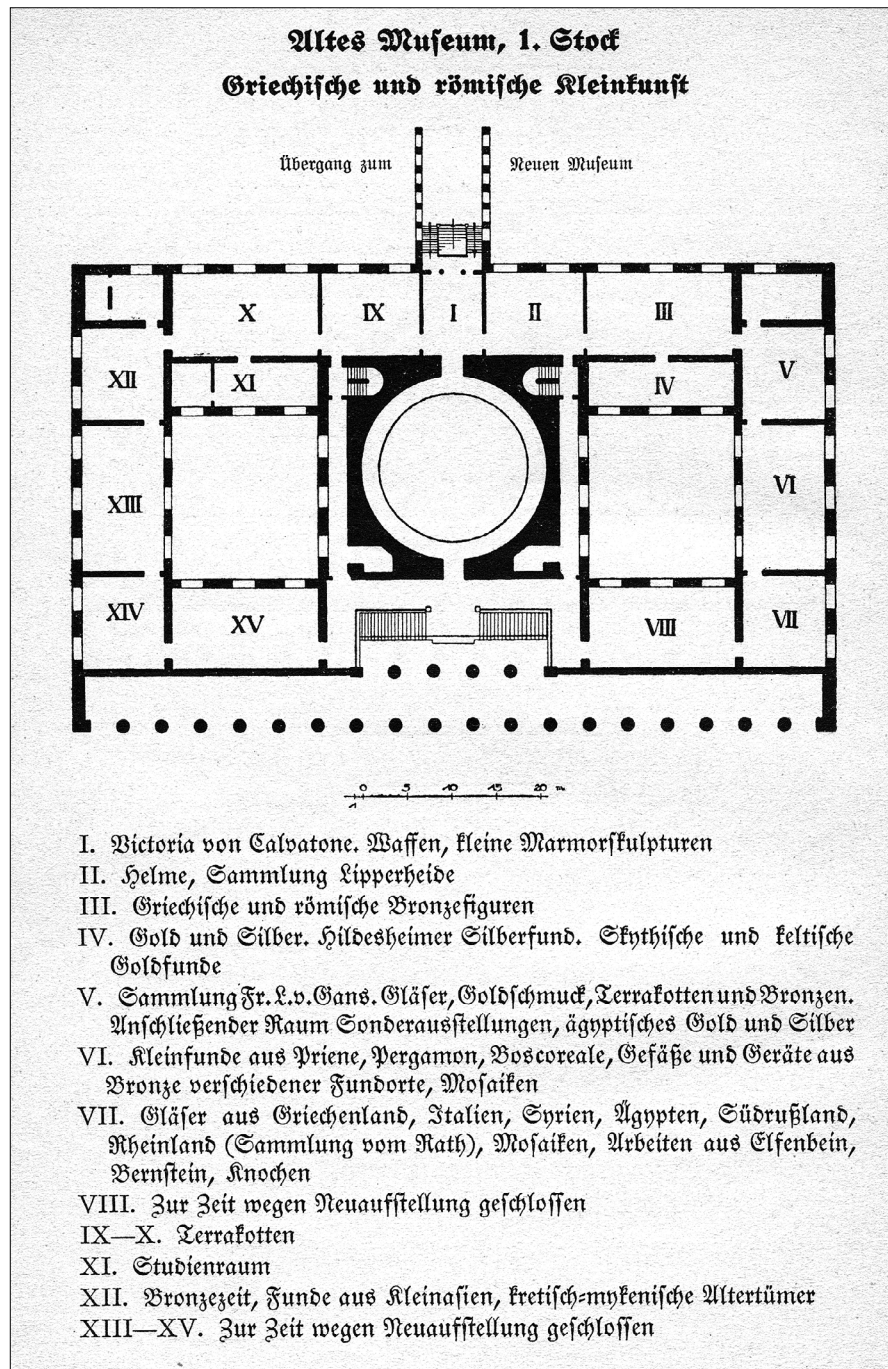 Altes Museum, 1. Stock
Griechische und römische Kleinkunst
Übergang zum Neuen Museum
X IX I II III
XII XI IV V
XIII VI
XIV XV VIII VII
1 0 5 10 15 20 m
I. Victoria von Calvatone. Waffen, kleine Marmorskulpturen
II. Helme, Sammlung Lipperheide
III. Griechische und römische Bronzefiguren
IV. Gold und Silber. Hildesheimer Silberfund. Skythische und keltische
Goldfunde
V. Sammlung Fr. L. v. Gans. Gläser, Goldschmuck, Terrakotten und Bronzen.
Anschließender Raum Sonderausstellungen, ägyptisches Gold und Silber
VI. Kleinfunde aus Priene, Pergamon, Boscoreale, Gefäße und Geräte aus
Bronze verschiedener Fundorte, Mosaiken
VII. Gläser aus Griechenland, Italien, Syrien, Ägypten, Südrußland,
Rheinland (Sammlung vom Rath), Mosaiken, Arbeiten aus Elfenbein,
Bernstein, Knochen
VIII. Zur Zeit wegen Neuaufstellung geschlossen
IX—X. Terrakotten
XI. Studienraum
XII. Bronzezeit, Funde aus Kleinasien, kretisch-mykenische Altertümer
XIII—XV. Zur Zeit wegen Neuaufstellung geschlossen